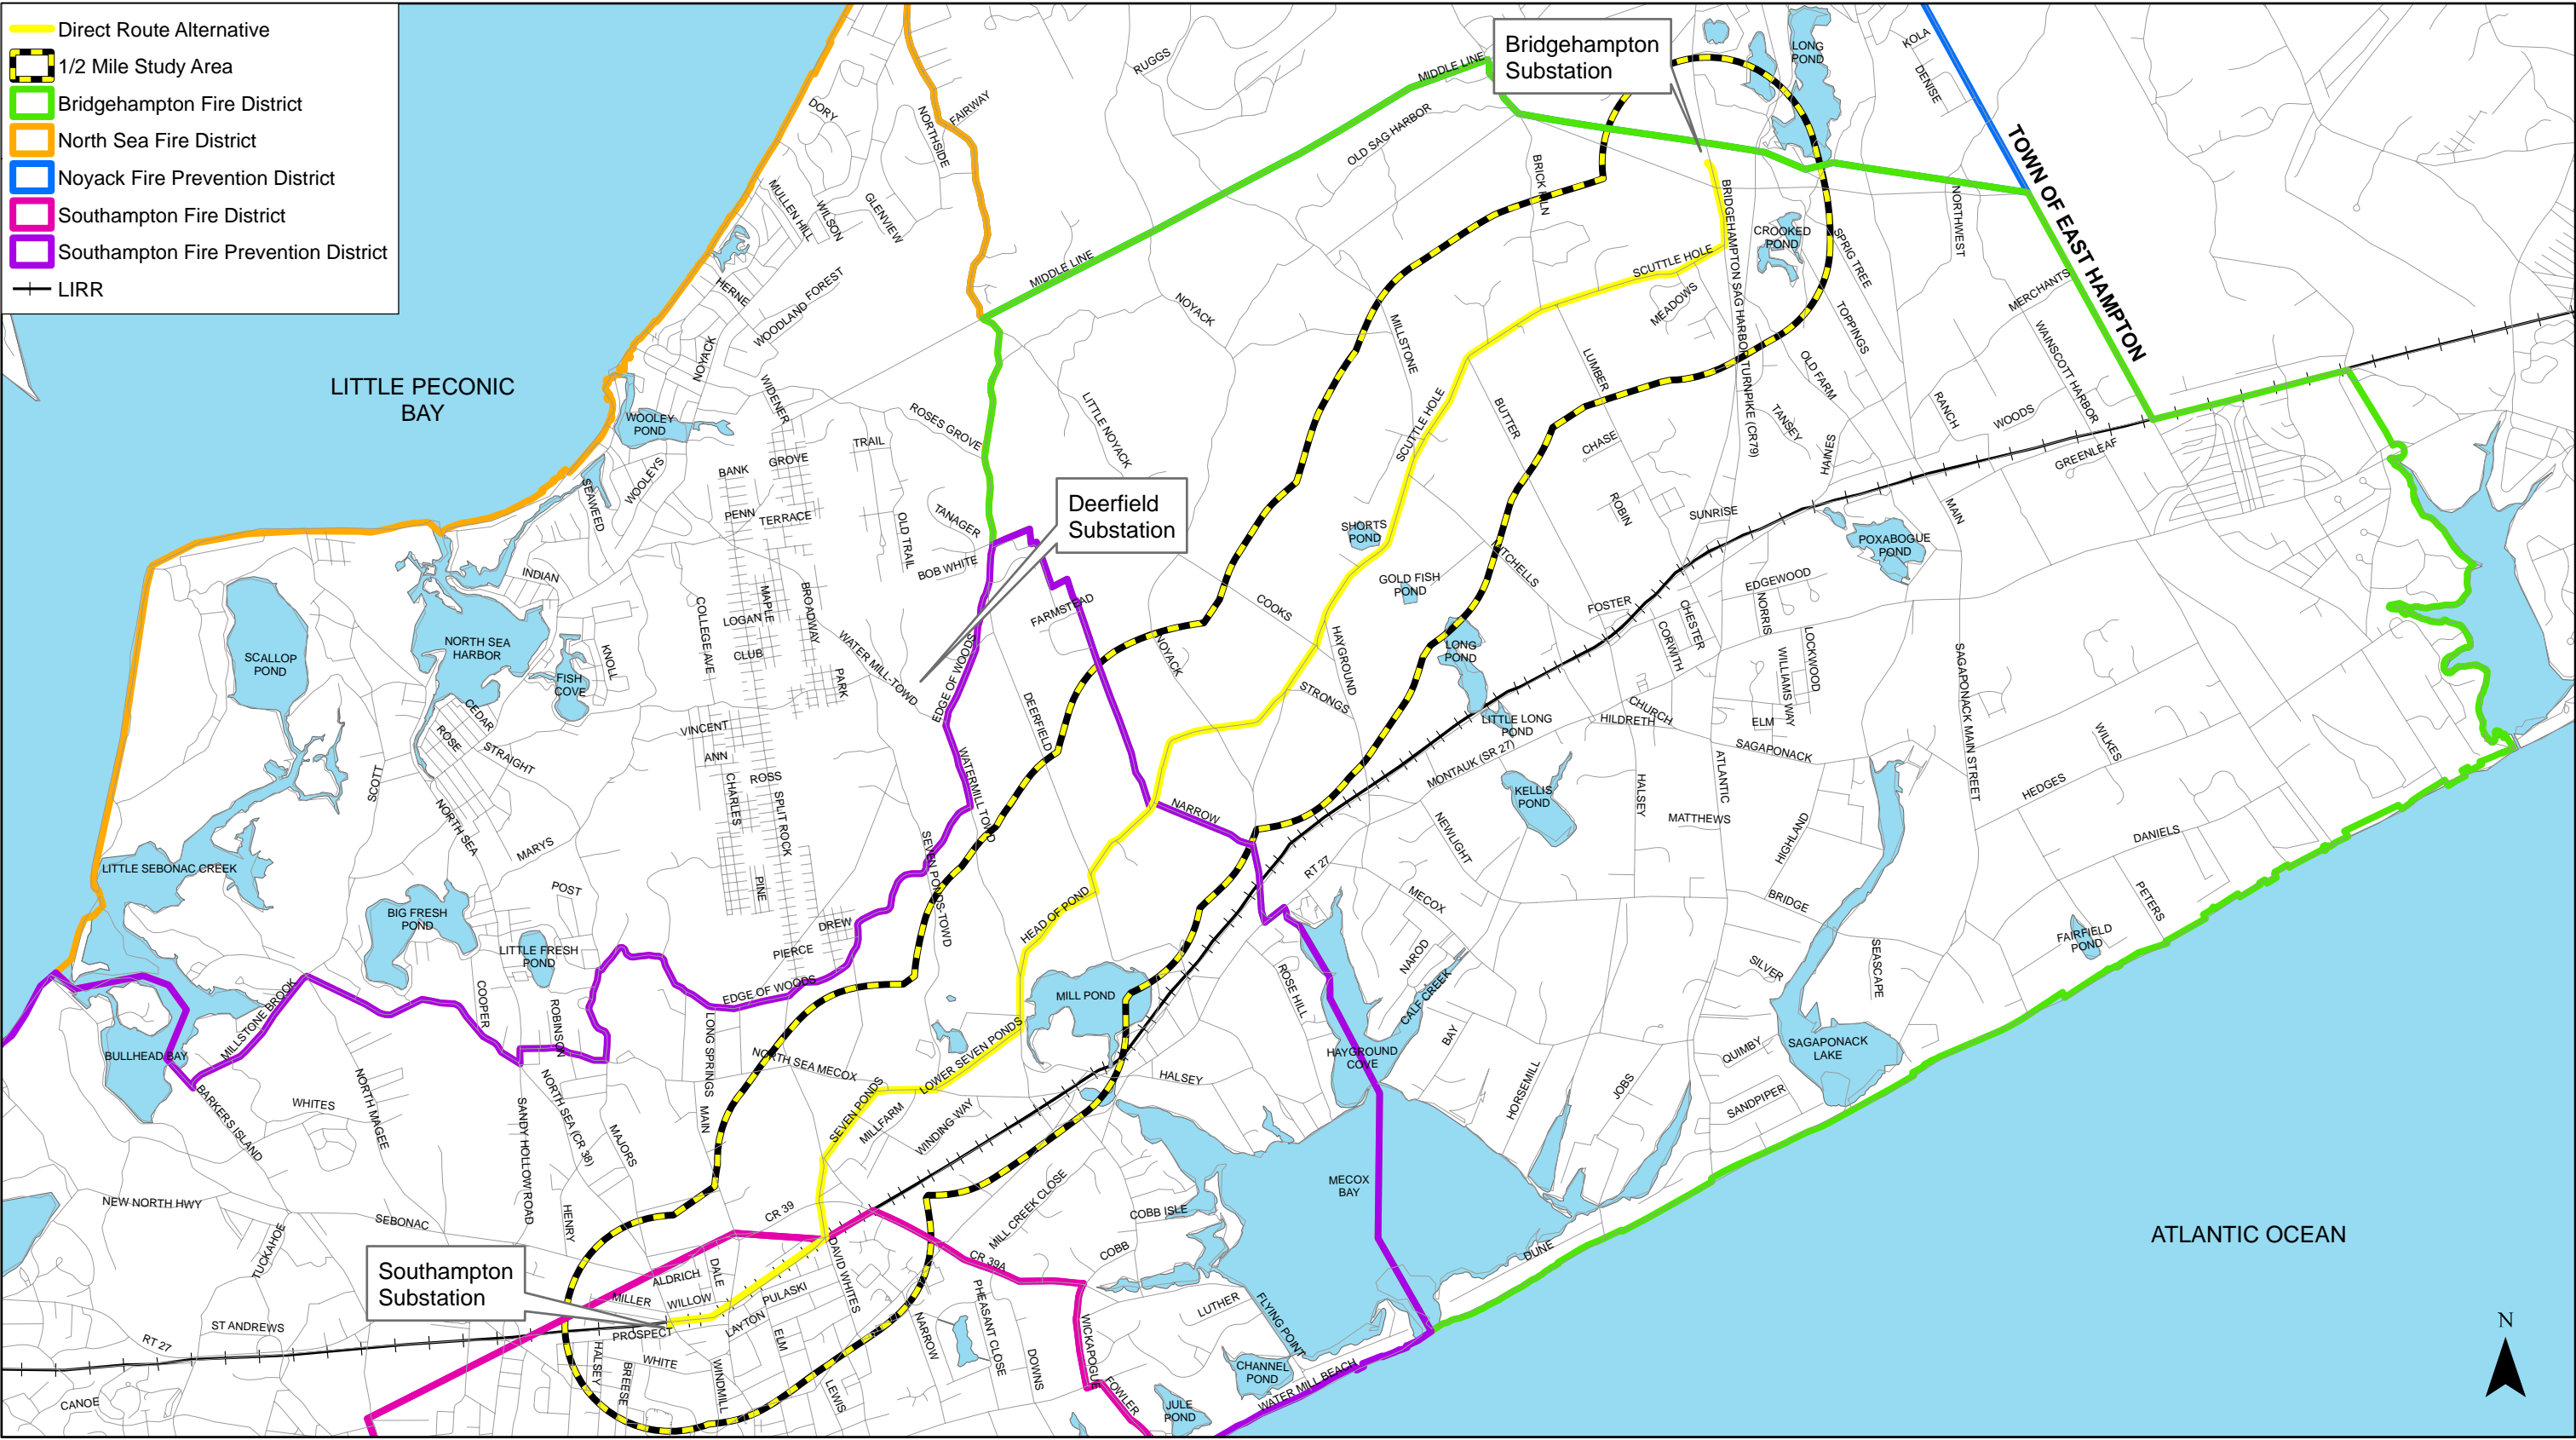 Direct Route Alternative
1/2 Mile Study Area
Bridgehampton Fire District
North Sea Fire District
Noyack Fire Prevention District
Southampton Fire District
Southampton Fire Prevention District
LIRR
Bridgehampton
Substation
LONG
POND
KOLA
DENISE
RUGGS
MIDDLE LINE
DORY
NORTHSIDE
FAIRWAY
OLD SAG HARBOR
TOWN OF EAST HAMPTON
MULLEN HILL
WILSON
GLENVIEW
BRIDGEHAMPTON SAG HARBOR TURNPIKE (CR79)
CROOKED
POND
SPRIG TREE
NORTHWEST
MIDDLE LINE
SCUTTLE HOLE
HERNE
WOODLAND
FOREST
NOYACK
MEADOWS
MERCHANTS
TOPPINGS
WAINSCOTT HARBOR
MILLSTONE
NOYACK
LITTLE PECONIC
BAY
WIDENER
LUMBER
OLD FARM
WOOLEY
POND
ROSES GROVE
LITTLE NOYACK
SCUTTLE HOLE
BUTTER
TANSEY
RANCH
WOODS
TRAIL
CHASE
HAINES
GREENLEAF
BANK
GROVE
WOOLEYS
SEAWEED
PENN
TERRACE
OLD TRAIL
TANAGER
Deerfield
Substation
ROBIN
SUNRISE
MAIN
SHORTS
POND
POXABOGUE
POND
BOB WHITE
INDIAN
GOLD FISH
POND
EDGEWOOD
NORRIS
COLLEGE AVE
LOGAN
MAPLE
BROADWAY
FARMSTEAD
COOKS
FOSTER
CHESTER
CORWITH
NORTH SEA
HARBOR
SCALLOP
POND
KNOLL
CLUB
WATER MILL-TOWD
EDGE OF WOODS
NOYACK
HAYGROUND
LONG
POND
LOCKWOOD
WILLIAMS WAY
SAGAPONACK MAIN STREET
FISH
COVE
PARK
STRONGS
CEDAR
ROSE
STRAIGHT
VINCENT
DEERFIELD
LITTLE LONG
POND
CHURCH
HILDRETH
ELM
SAGAPONACK
WILKES
ANN
ROSS
CHARLES
SPLIT ROCK
WATERMILL TOWD
MONTAUK (SR 27)
ATLANTIC
SCOTT
HEDGES
NORTH SEA
NARROW
KELLIS
POND
HALSEY
MATTHEWS
NEWLIGHT
HIGHLAND
DANIELS
MARYS
SEVEN PONDS-TOWD
RT 27
LITTLE SEBONAC CREEK
POST
PINE
HEAD OF POND
MECOX
BRIDGE
PETERS
BIG FRESH
POND
DREW
PIERCE
LITTLE FRESH
POND
FAIRFIELD
POND
NAROD
SEASCAPE
SILVER
EDGE OF WOODS
MILL POND
ROSE HILL
CALF CREEK
COOPER
ROBINSON
MILLSTONE BROOK
BULLHEAD BAY
LONG SPRINGS
NORTH SEA MECOX
LOWER SEVEN PONDS
HAYGROUND
COVE
BAY
QUIMBY
SAGAPONACK
LAKE
HALSEY
NORTH MAGEE
BARKERS ISLAND
WHITES
SANDY HOLLOW ROAD
NORTH SEA (CR 38)
MAJORS
MAIN
SEVEN PONDS
MILLFARM
WINDING WAY
HORSEMILL
JOBS
SANDPIPER
MECOX
BAY
NEW NORTH HWY
SEBONAC
HENRY
CR 39
MILL CREEK CLOSE
COBB ISLE
TUCKAHOE
COBB
DUNE
ATLANTIC OCEAN
Southampton
Substation
DALE
ALDRICH
MILLER
WILLOW
PULASKI
DAVID WHITES
CR 39A
LUTHER
FLYING POINT
ST ANDREWS
RT 27
PROSPECT
LAYTON
ELM
NARROW
PHEASANT CLOSE
WICKAPOGUE
HALSEY
BREESE
WHITE
WINDMILL
LEWIS
DOWNS
FOWLER
CHANNEL
POND
WATER MILL BEACH
CANOE
JULE
POND
N